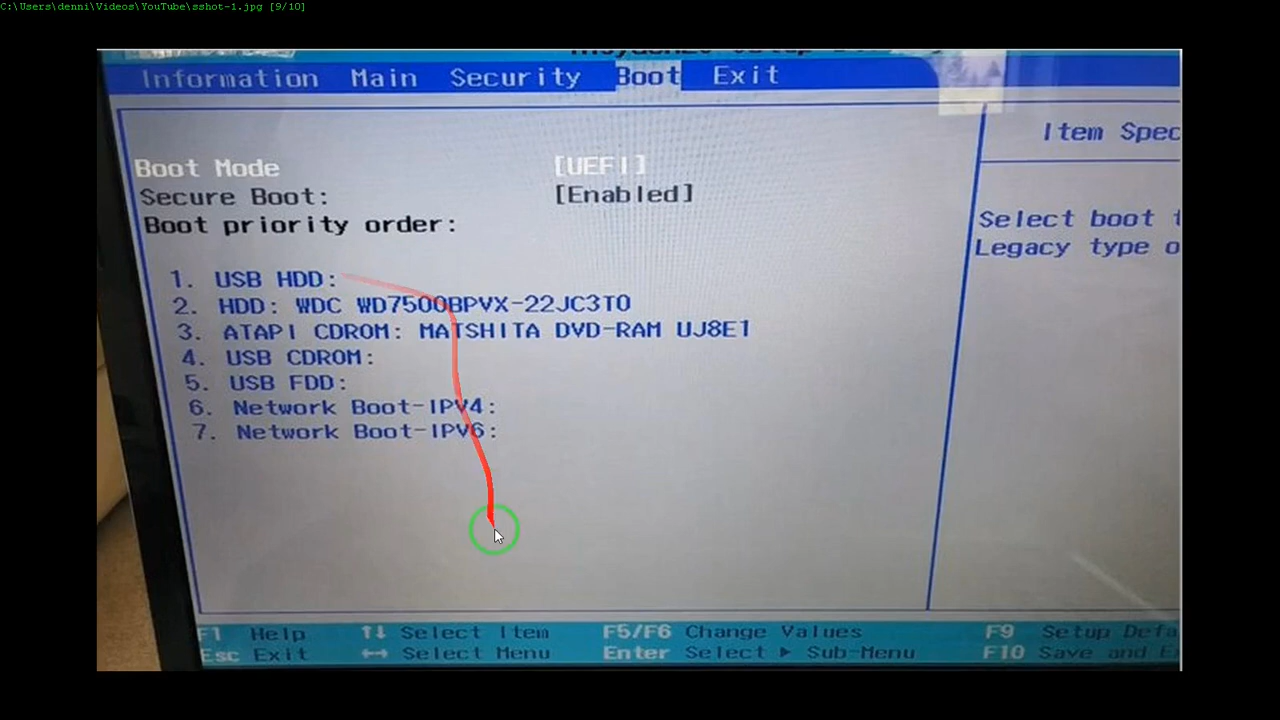 C:\Users\denni\Videos\YouTube\sshot-1.jpg [9/10]
Information Main Security Boot Exit
Item Spec
Boot Mode [UEFI]
Secure Boot: [Enabled]
Boot priority order:
Select boot t
Legacy type o
1. USB HDD:
2. HDD: WDC WD7500BPVX-22JC3T0
3. ATAPI CDROM: MATSHITA DVD-RAM UJ8E1
4. USB CDROM:
5. USB FDD:
6. Network Boot-IPV4:
7. Network Boot-IPV6:
F1 Help ↑↓ Select Item F5/F6 Change Values F9 Setup Defa
Esc Exit ↔ Select Menu Enter Select ▶ Sub-Menu F10 Save and E